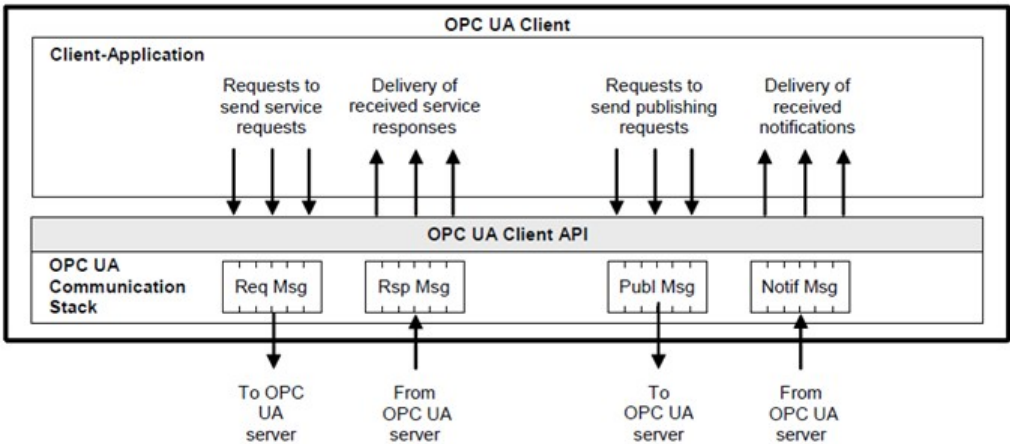 OPC UA Client
Client-Application
Requests to
send service
requests
Delivery of
received service
responses
Requests to
send publishing
requests
Delivery of
received
notifications
OPC UA Client API
OPC UA
Communication
Stack
Req Msg
Rsp Msg
Publ Msg
Notif Msg
To OPC
UA
server
From
OPC UA
server
To
OPC UA
server
From
OPC UA
server